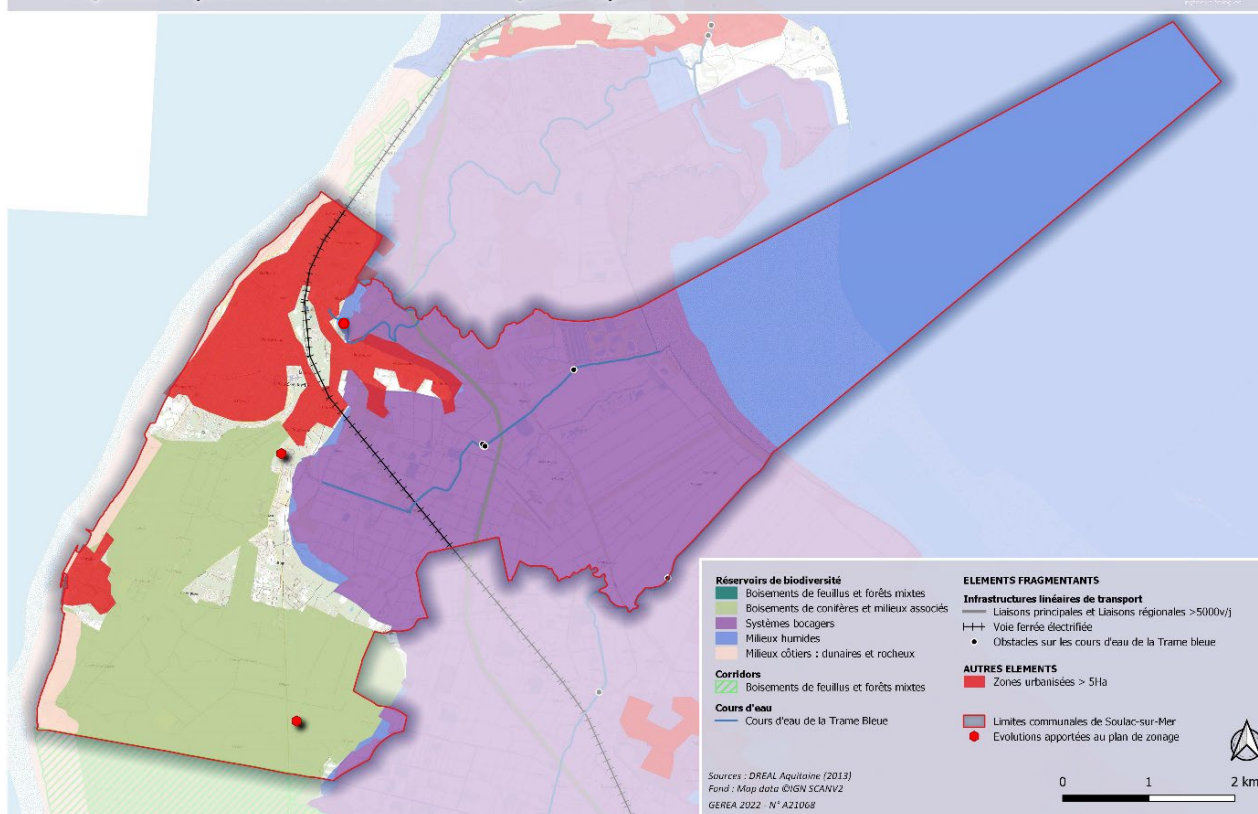 Réservoirs de biodiversité
Boisements de feuillus et forêts mixtes
Boisements de conifères et milieux associés
Systèmes bocagers
Milieux humides
Milieux côtiers : dunaires et rocheux
Corridors
Boisements de feuillus et forêts mixtes
Cours d'eau
Cours d'eau de la Trame Bleue
ELEMENTS FRAGMENTANTS
Infrastructures linéaires de transport
Liaisons principales et Liaisons régionales >5000v/j
Voie ferrée électrifiée
Obstacles sur les cours d'eau de la Trame bleue
AUTRES ELEMENTS
Zones urbanisées > 5Ha
Limites communales de Soulac-sur-Mer
Evolutions apportées au plan de zonage
Sources : DREAL Aquitaine (2013)
Fond : Map data ©IGN SCANV2
GEREA 2022 - N° A21068
0 1 2 km